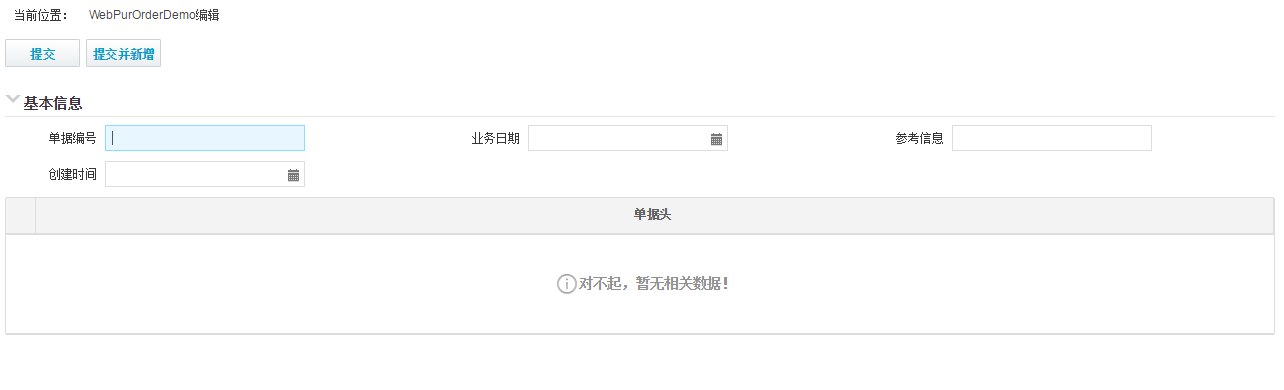 当前位置： WebPurOrderDemo编辑
提交 提交并新增
基本信息
单据编号 业务日期 参考信息
创建时间
单据头
对不起，暂无相关数据！